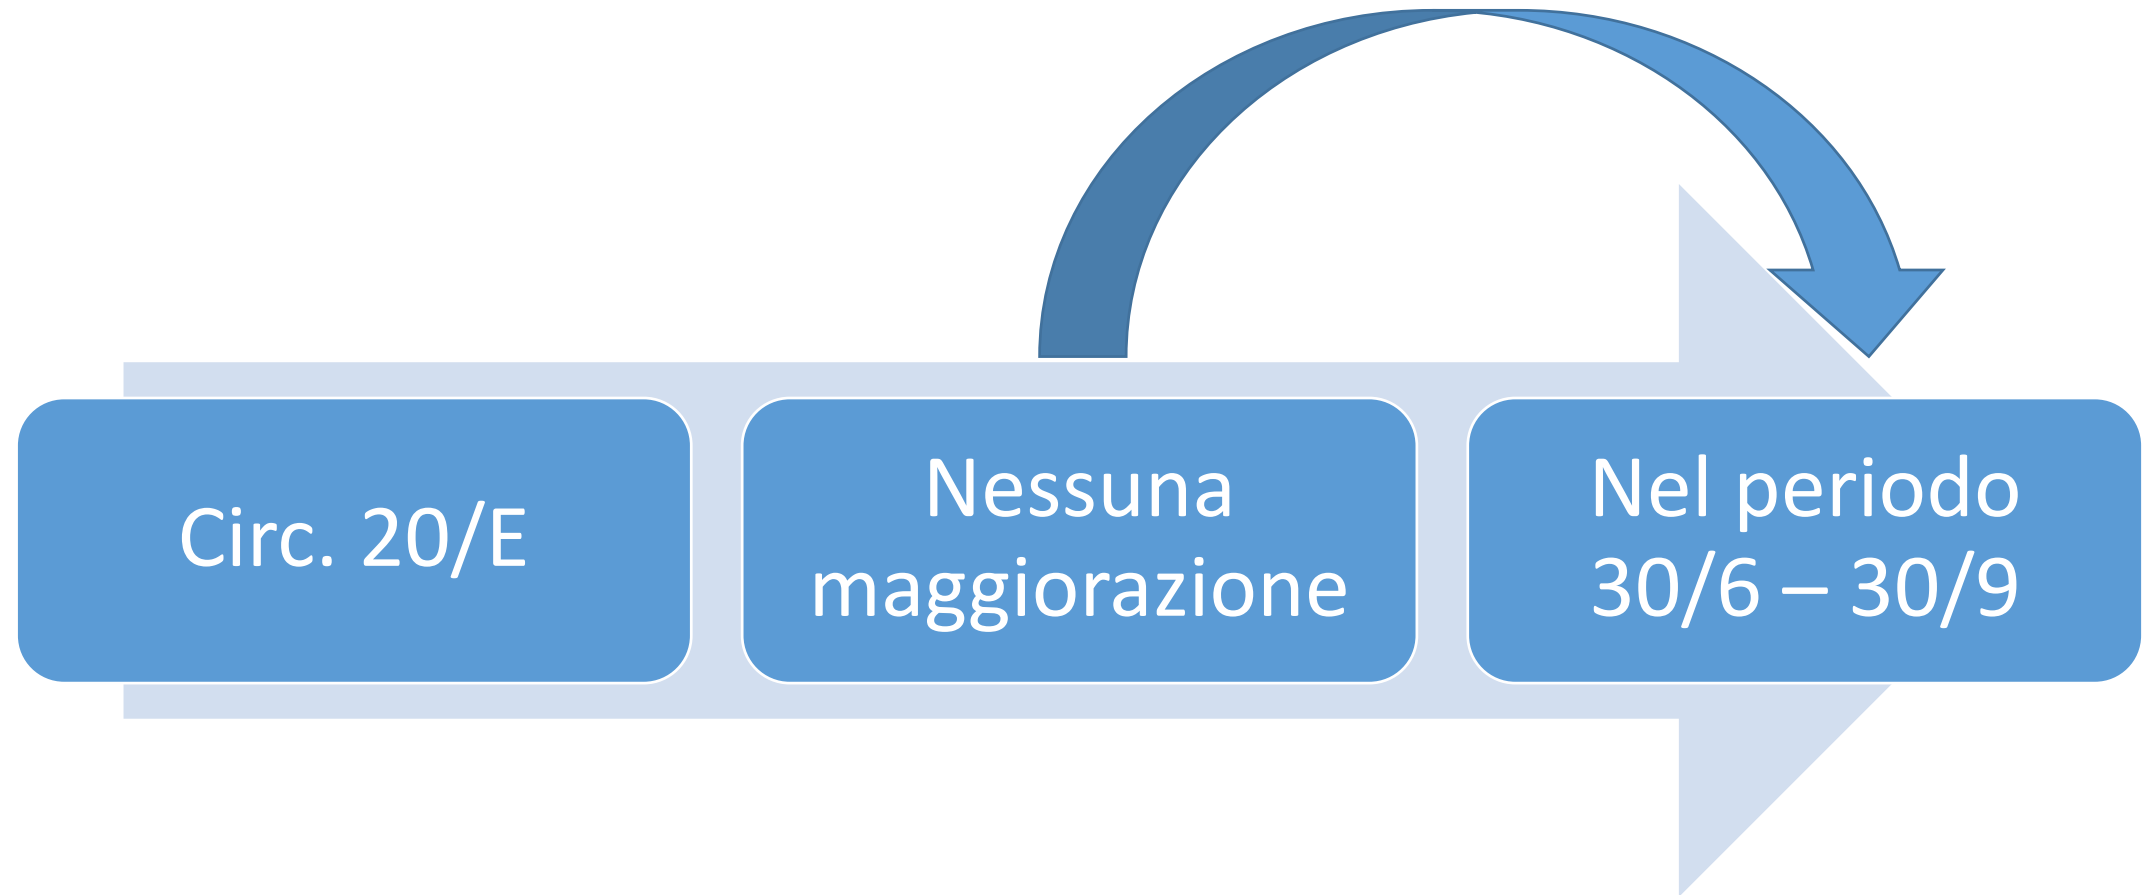 Circ. 20/E
Nessuna
maggiorazione
Nel periodo
30/6 – 30/9